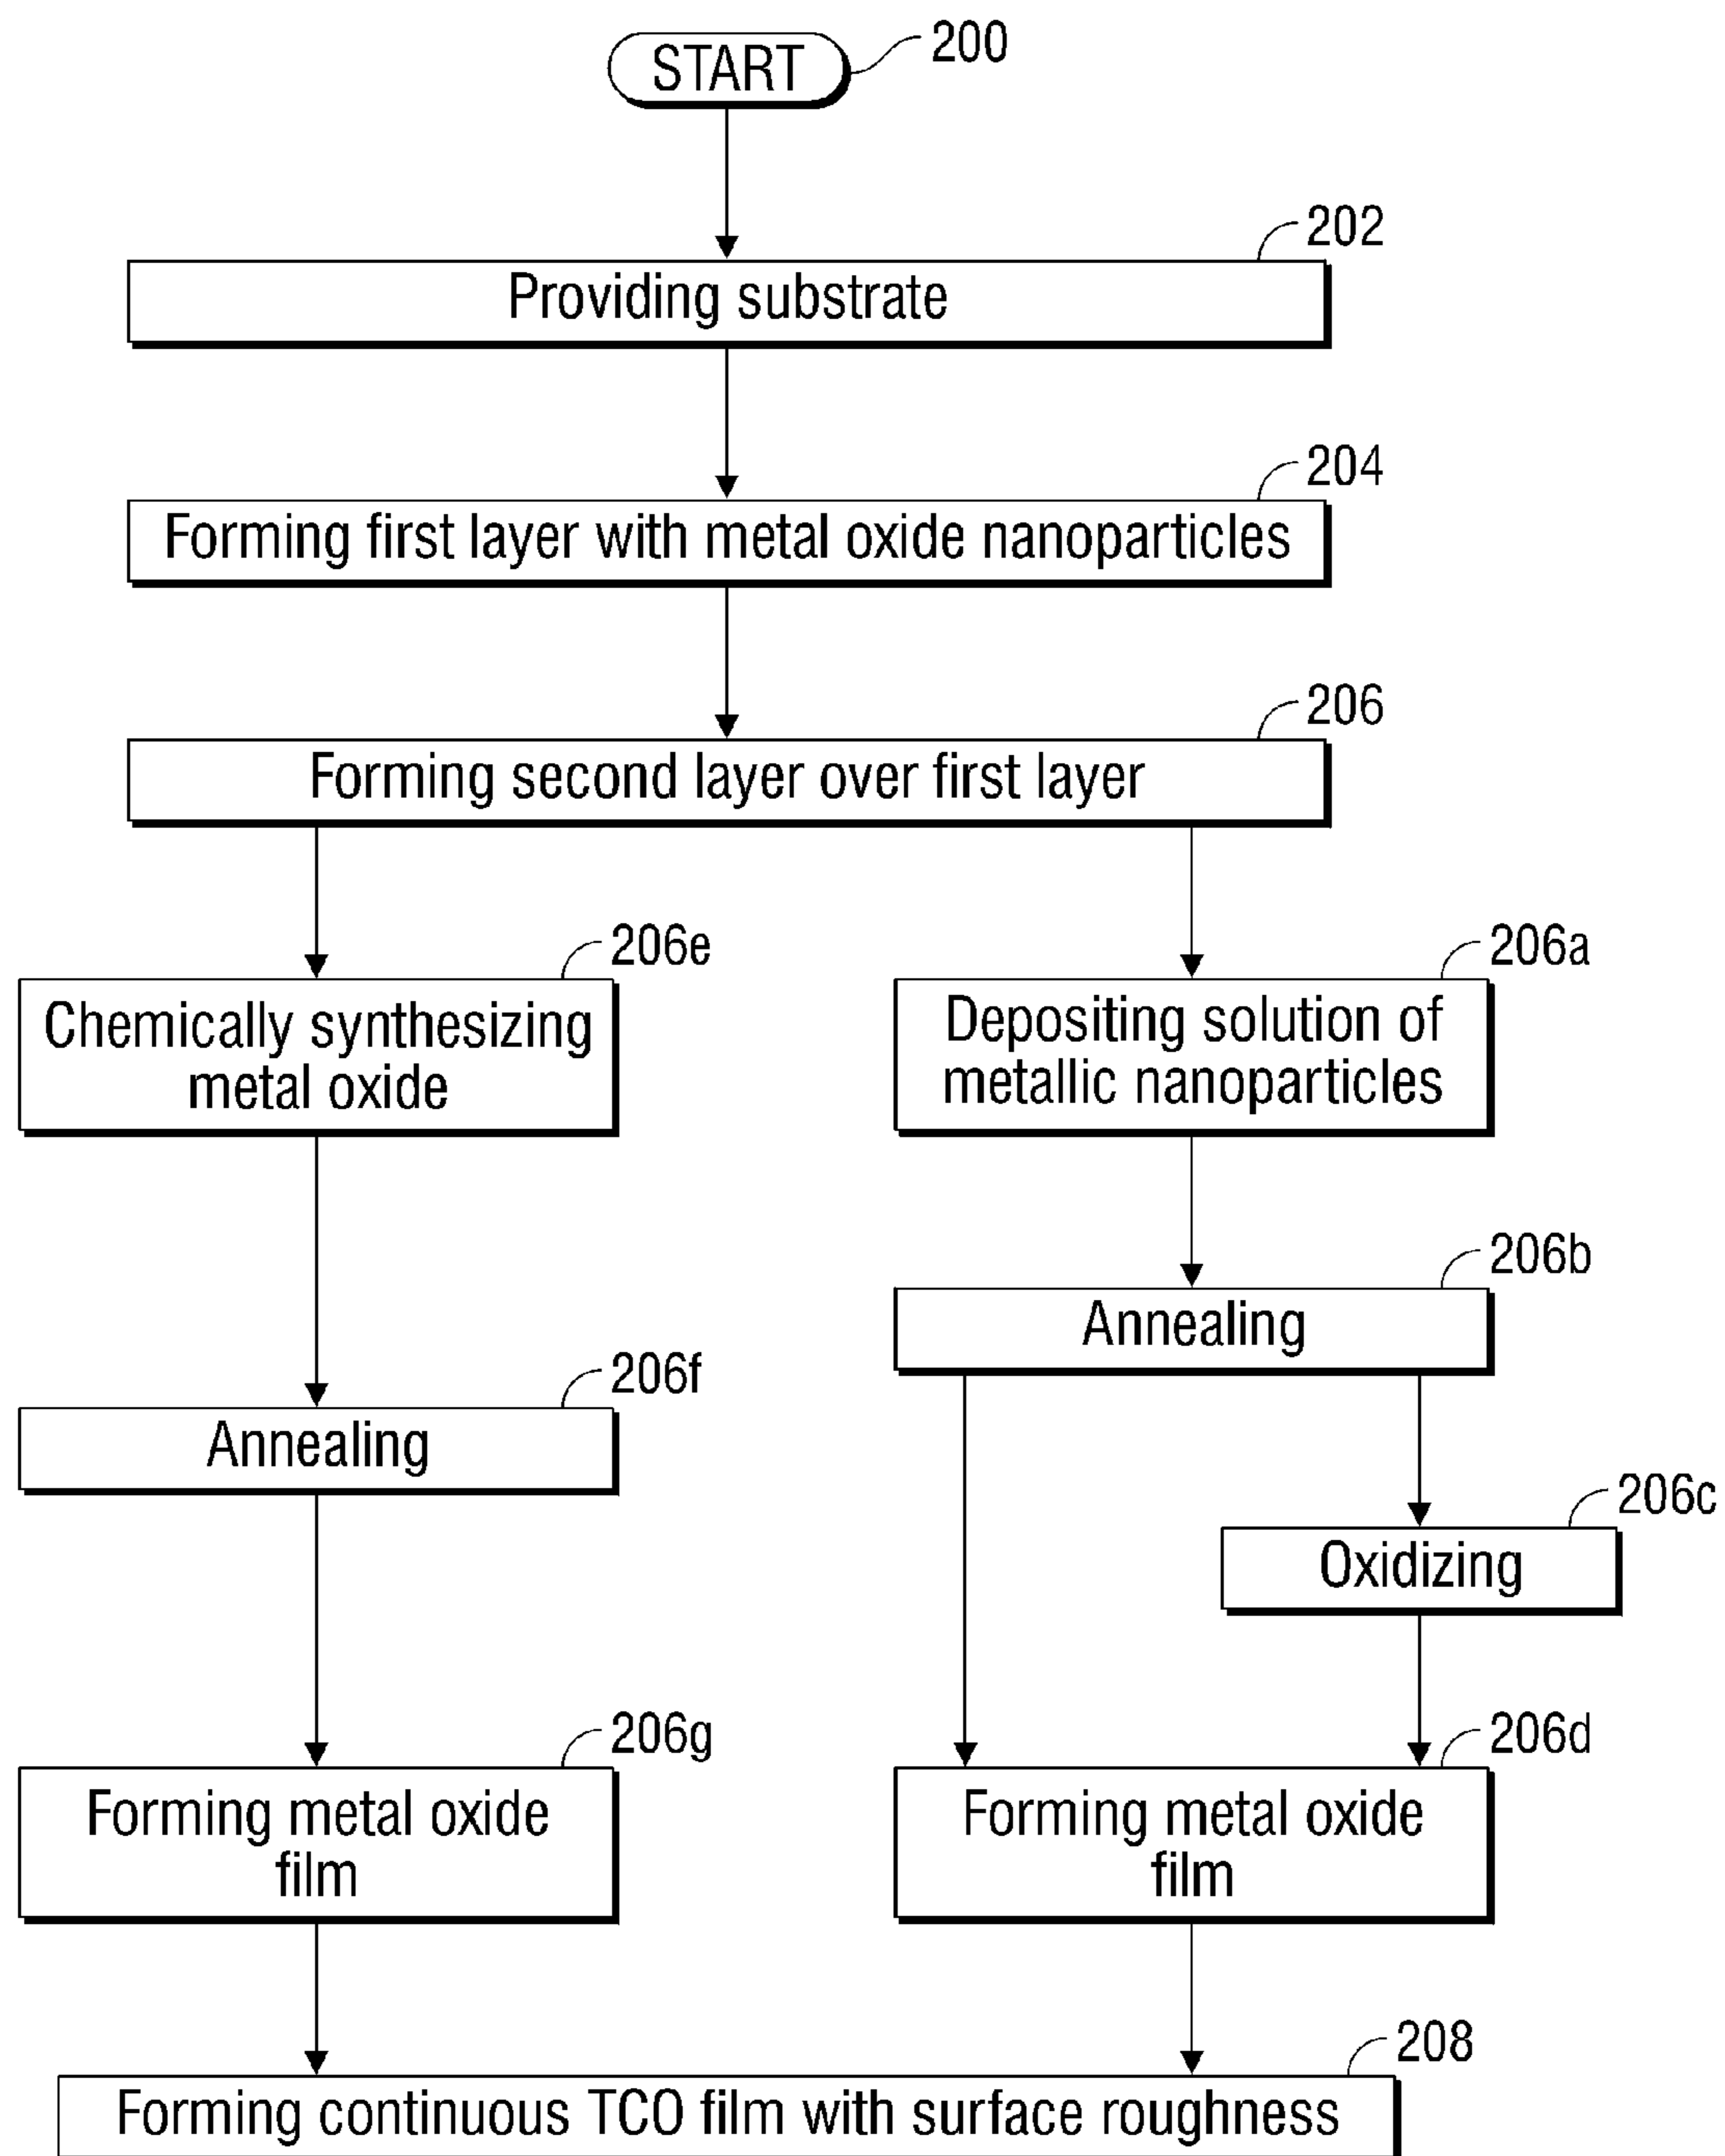 START
200
202
Providing substrate
204
Forming first layer with metal oxide nanoparticles
206
Forming second layer over first layer
206e
Chemically synthesizing
metal oxide
206a
Depositing solution of
metallic nanoparticles
206b
Annealing
206f
Annealing
206c
Oxidizing
206g
Forming metal oxide
film
206d
Forming metal oxide
film
208
Forming continuous TCO film with surface roughness